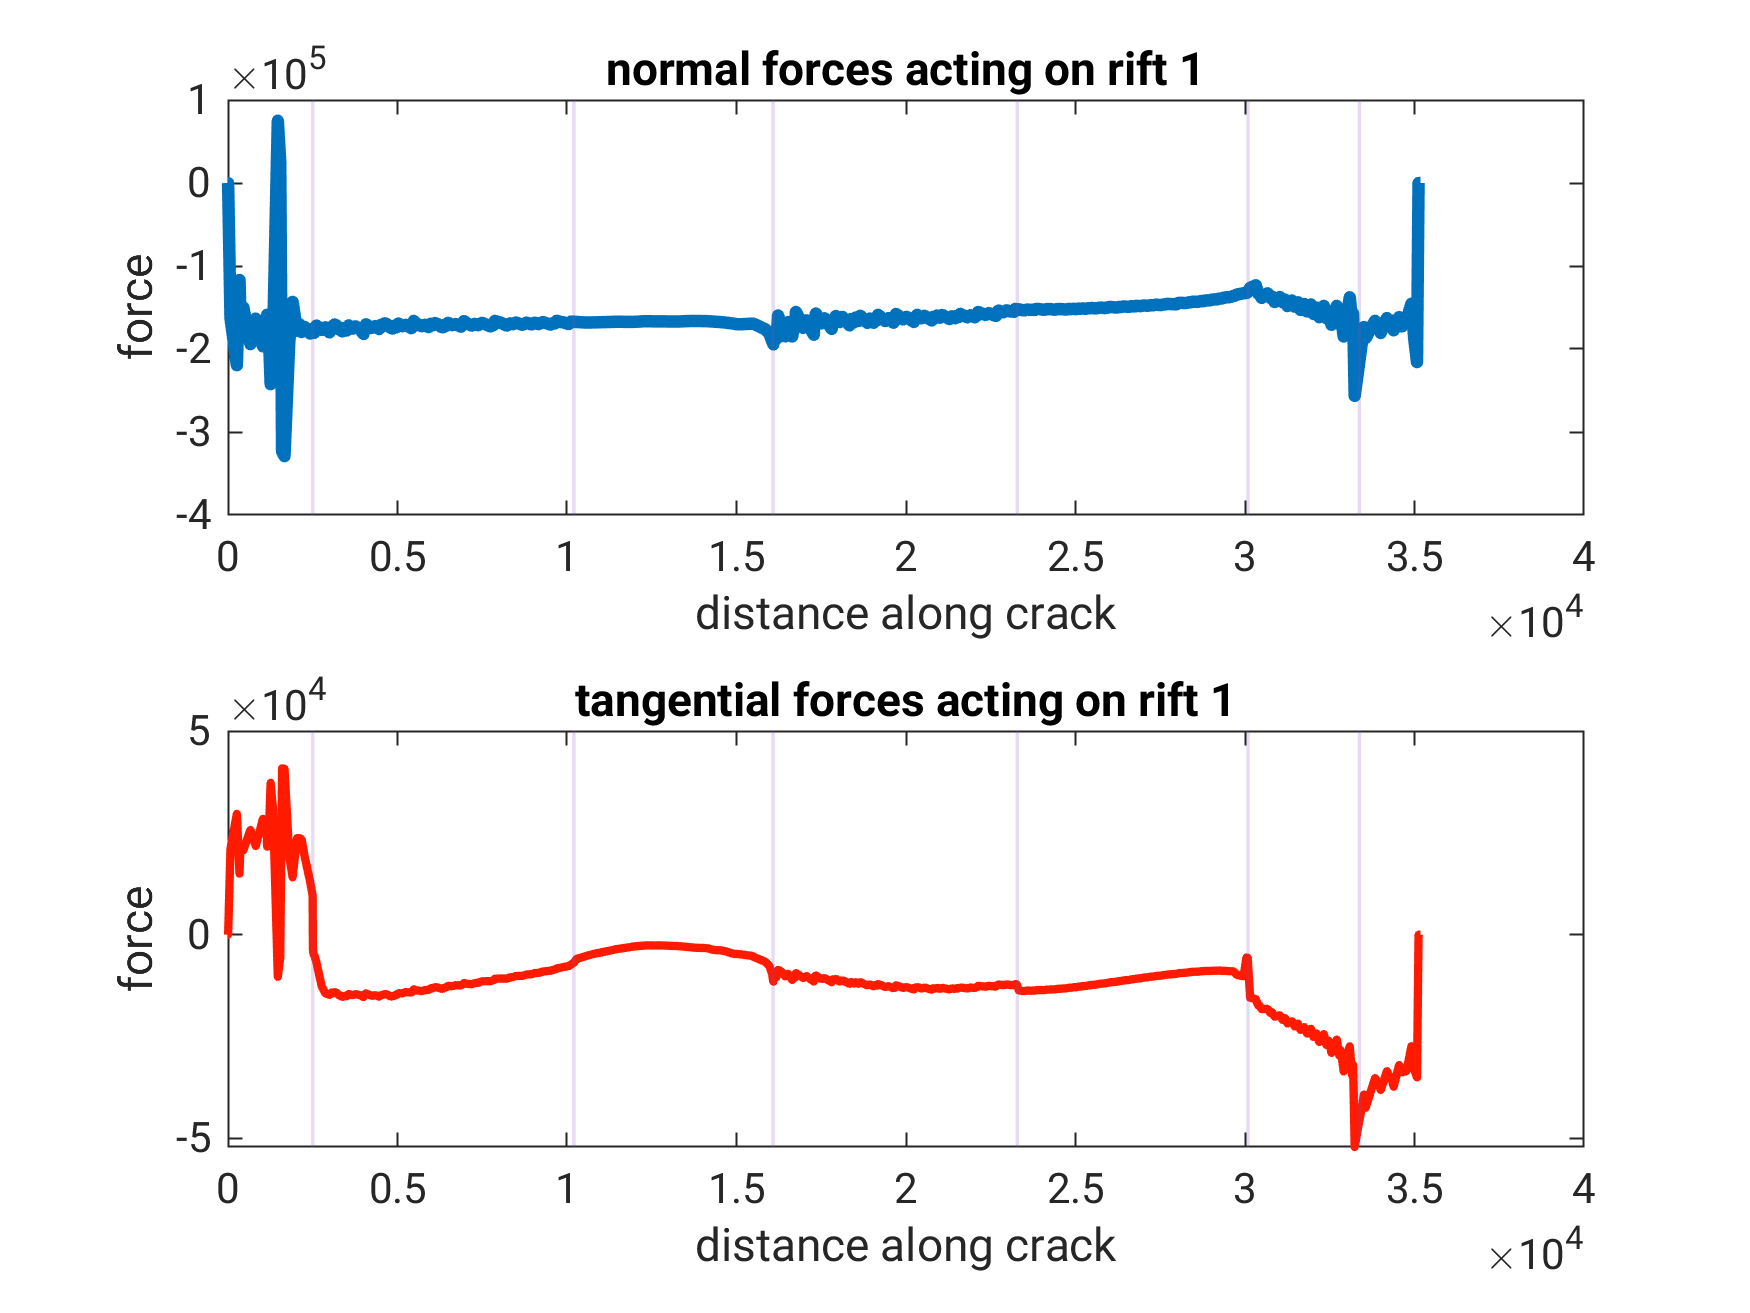 ×10^5
normal forces acting on rift 1
1
0
-1
-2
-3
-4
force
0 0.5 1 1.5 2 2.5 3 3.5 4
distance along crack
×10^4
×10^4
tangential forces acting on rift 1
5
0
-5
force
0 0.5 1 1.5 2 2.5 3 3.5 4
distance along crack
×10^4